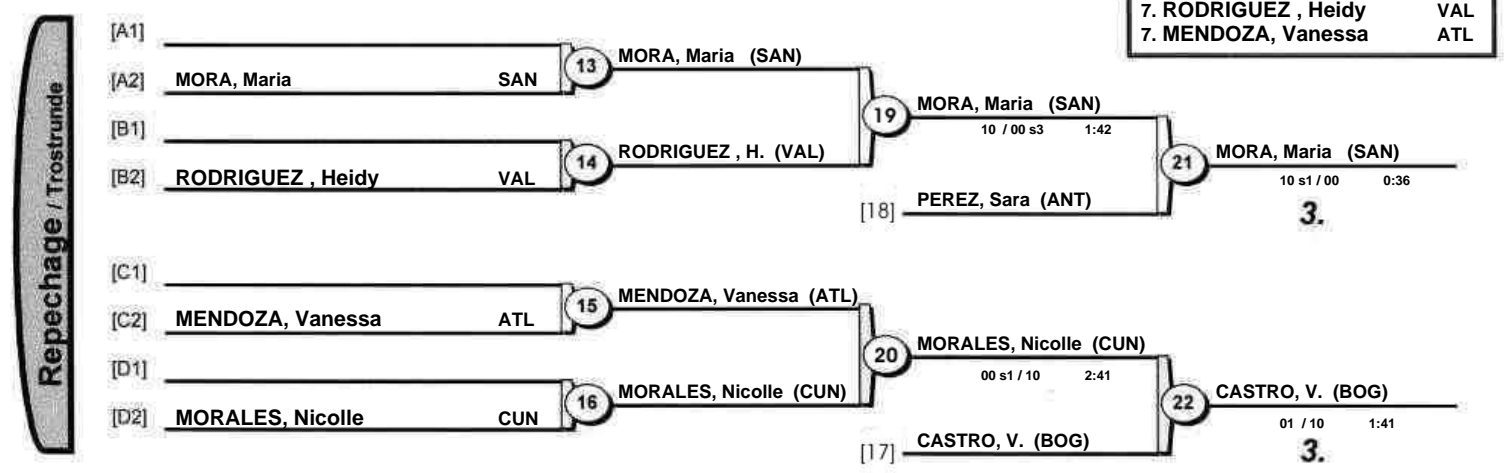 7. RODRIGUEZ , Heidy VAL
7. MENDOZA, Vanessa ATL
Repechage / Trostrunde
[A1]
[A2] MORA, Maria SAN
13
MORA, Maria (SAN)
[B1]
[B2] RODRIGUEZ , Heidy VAL
14
RODRIGUEZ , H. (VAL)
19
MORA, Maria (SAN)
10 / 00 s3 1:42
[18] PEREZ, Sara (ANT)
21
MORA, Maria (SAN)
10 s1 / 00 0:36
3.
[C1]
[C2] MENDOZA, Vanessa ATL
15
MENDOZA, Vanessa (ATL)
[D1]
[D2] MORALES, Nicolle CUN
16
MORALES, Nicolle (CUN)
20
MORALES, Nicolle (CUN)
00 s1 / 10 2:41
[17] CASTRO, V. (BOG)
22
CASTRO, V. (BOG)
01 / 10 1:41
3.